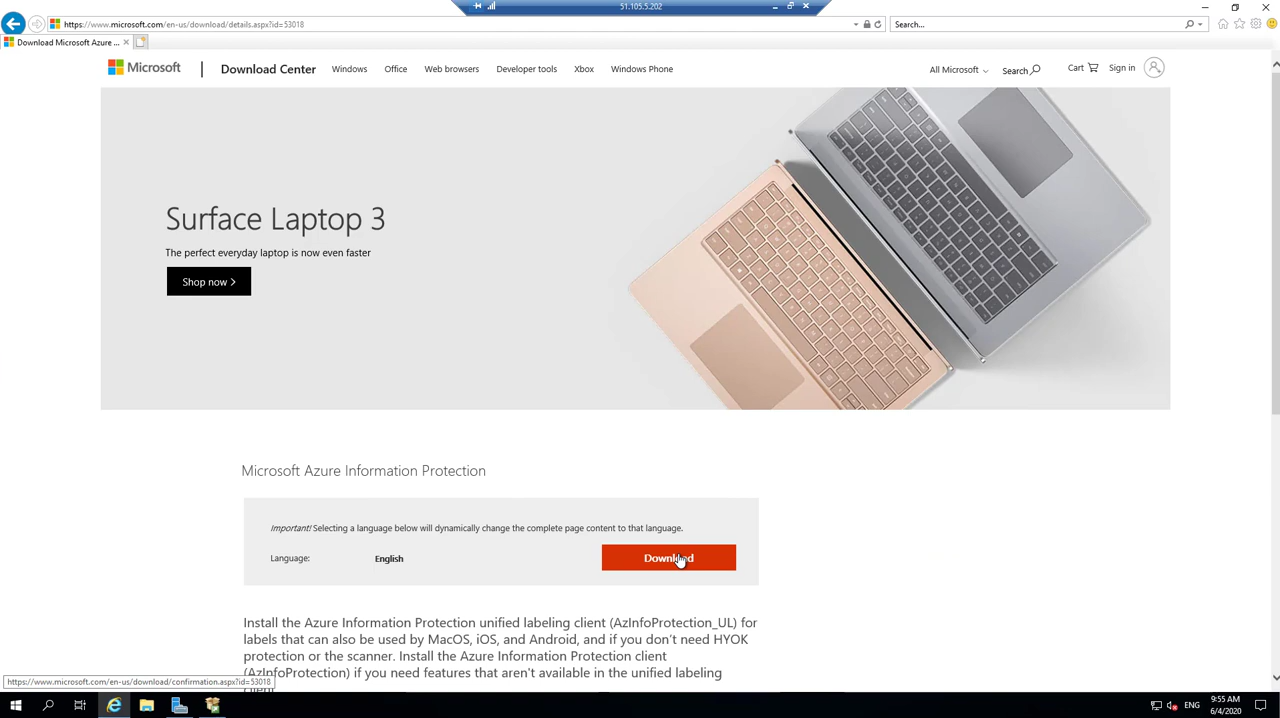 51.105.5.202
https://www.microsoft.com/en-us/download/details.aspx?id=53018
Search...
Download Microsoft Azure ...
Microsoft
Download Center
Windows
Office
Web browsers
Developer tools
Xbox
Windows Phone
All Microsoft
Search
Cart
Sign in
Surface Laptop 3
The perfect everyday laptop is now even faster
Shop now
Microsoft Azure Information Protection
Important! Selecting a language below will dynamically change the complete page content to that language.
Language:
English
Download
Install the Azure Information Protection unified labeling client (AzInfoProtection_UL) for
labels that can also be used by MacOS, iOS, and Android, and if you don't need HYOK
protection or the scanner. Install the Azure Information Protection client
(AzInfoProtection) if you need features that aren't available in the unified labeling
client
https://www.microsoft.com/en-us/download/confirmation.aspx?id=53018
ENG
9:55 AM
6/4/2020